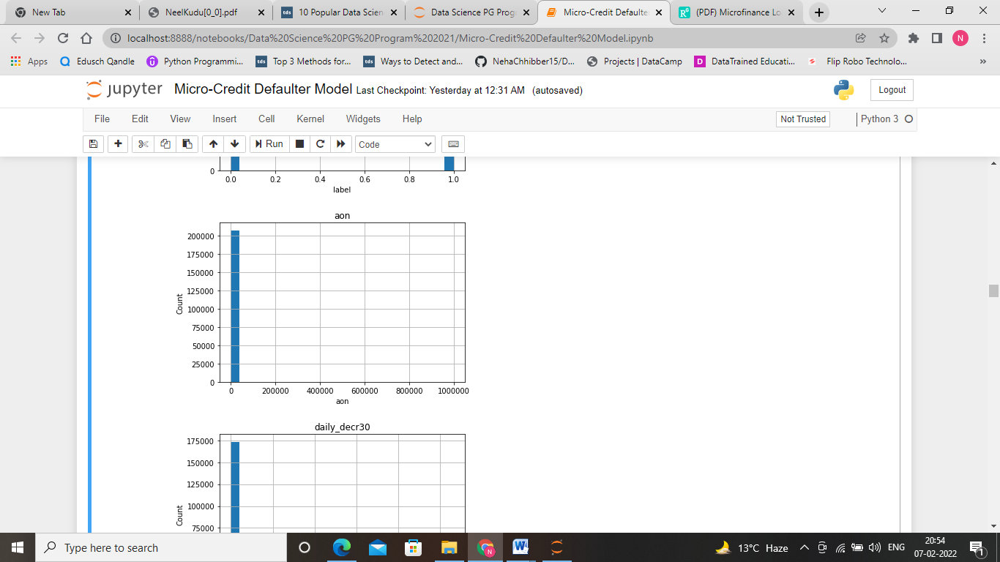 New Tab
NeelKudu[0_0].pdf
tds 10 Popular Data Scien
Data Science PG Progr
Micro-Credit Defaulter
R⁶ (PDF) Microfinance Lo
N
localhost:8888/notebooks/Data%20Science%20PG%20Program%202021/Micro-Credit%20Defaulter%20Model.ipynb
Apps
Edusch Qandle
Python Programmi...
tds Top 3 Methods for...
tds Ways to Detect and...
NehaChhibber15/D...
Projects | DataCamp
D DataTrained Educati...
Flip Robo Technolo...
»
jupyter Micro-Credit Defaulter Model Last Checkpoint: Yesterday at 12:31 AM (autosaved)
Logout
File Edit View Insert Cell Kernel Widgets Help
Not Trusted
Python 3
Run
Code
0
0.0 0.2 0.4 0.6 0.8 1.0
label
aon
200000
175000
150000
125000
100000
75000
50000
25000
0
Count
0 200000 400000 600000 800000 1000000
aon
daily_decr30
175000
150000
125000
100000
75000
Count
Type here to search
N
W
13°C Haze
ENG
20:54
07-02-2022
1